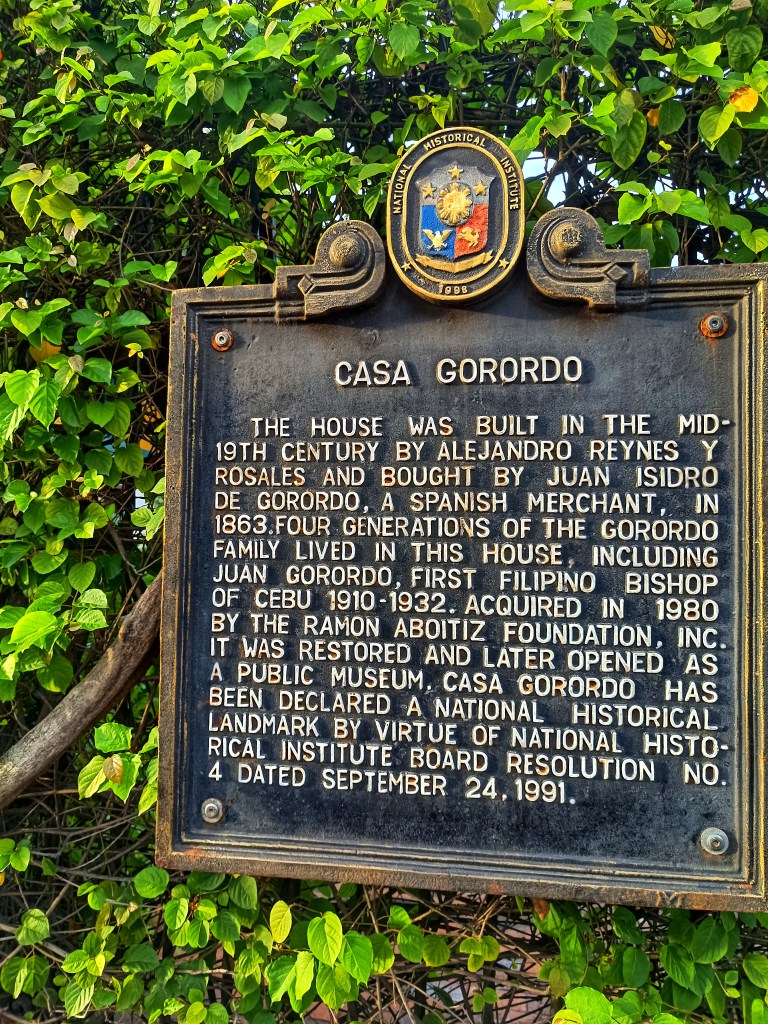 NATIONAL HISTORICAL INSTITUTE
1998
CASA GORORDO
THE HOUSE WAS BUILT IN THE MID-
19TH CENTURY BY ALEJANDRO REYNES Y
ROSALES AND BOUGHT BY JUAN ISIDRO
DE GORORDO, A SPANISH MERCHANT, IN
1863. FOUR GENERATIONS OF THE GORORDO
FAMILY LIVED IN THIS HOUSE, INCLUDING
JUAN GORORDO, FIRST FILIPINO BISHOP
OF CEBU 1910-1932. ACQUIRED IN 1980
BY THE RAMON ABOITIZ FOUNDATION, INC.
IT WAS RESTORED AND LATER OPENED AS
A PUBLIC MUSEUM. CASA GORORDO HAS
BEEN DECLARED A NATIONAL HISTORICAL
LANDMARK BY VIRTUE OF NATIONAL HISTO-
RICAL INSTITUTE BOARD RESOLUTION NO.
4 DATED SEPTEMBER 24, 1991.